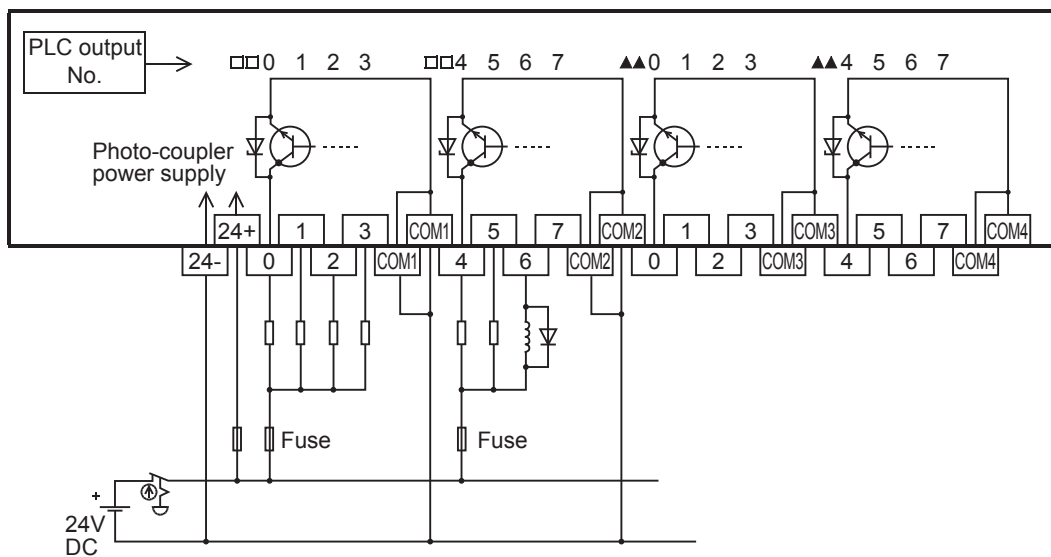 PLC output
No.
□□0 1 2 3 □□4 5 6 7 ▲▲0 1 2 3 ▲▲4 5 6 7
Photo-coupler
power supply
24+ 1 3 COM1 5 7 COM2 1 3 COM3 5 7 COM4
24- 0 2 COM1 4 6 COM2 0 2 COM3 4 6 COM4
Fuse Fuse
+
24V
DC